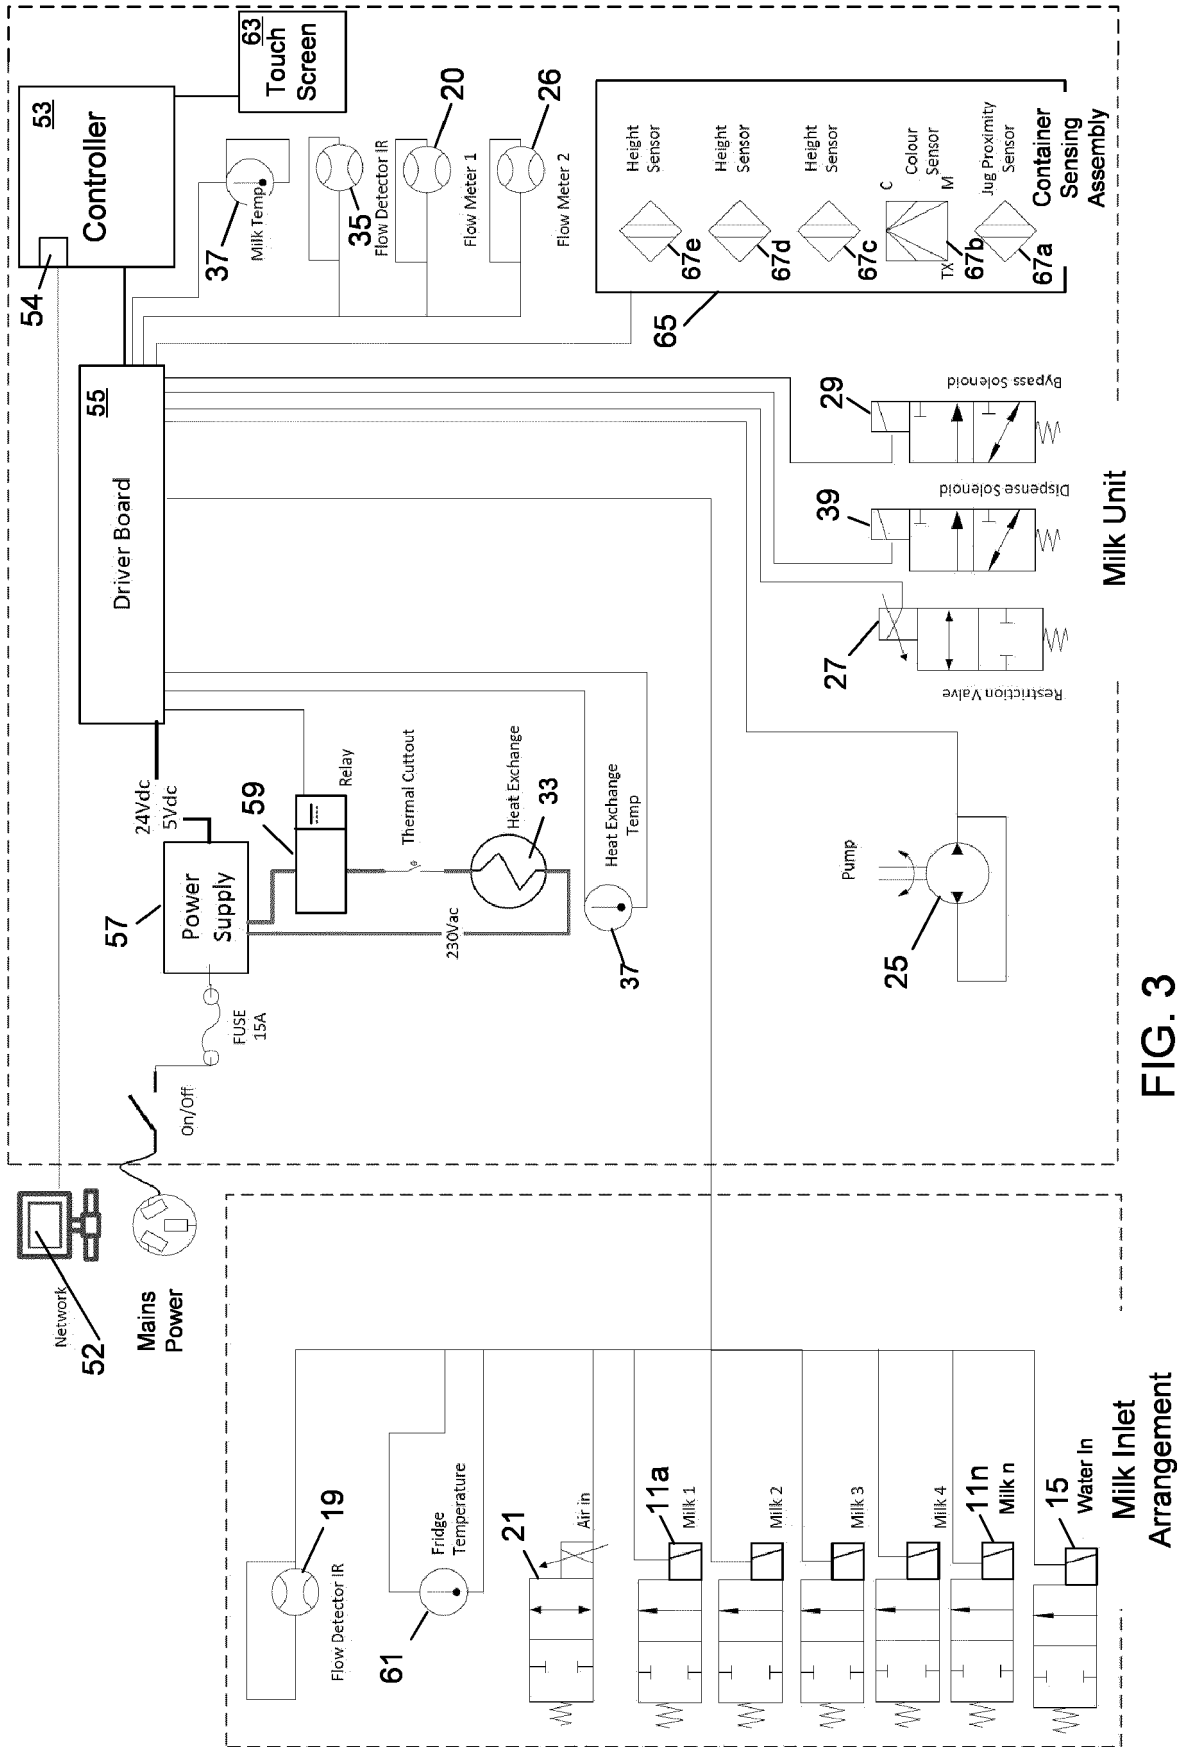 53
Controller
54
63
Touch
Screen
37
Milk Temp
35
Flow Detector IR
20
Flow Meter 1
26
Flow Meter 2
Height
Sensor
67e
Height
Sensor
67d
Height
Sensor
67c
C
Colour
Sensor
M
TX
67b
Jug Proximity
Sensor
67a
Container
Sensing
Assembly
65
55
Driver Board
29
Bypass Solenoid
39
Dispense Solenoid
27
Restriction Valve
Milk Unit
24Vdc
5Vdc
57
Power
Supply
59
Relay
Thermal Cuttout
Heat Exchange
33
230Vac
Heat Exchange
Temp
37
Pump
25
FUSE
15A
On/Off
Network
52
Mains
Power
19
Flow Detector IR
Fridge
Temperature
61
21
Air in
11a
Milk 1
Milk 2
Milk 3
Milk 4
11n
Milk n
15
Water In
Milk Inlet
Arrangement
FIG. 3